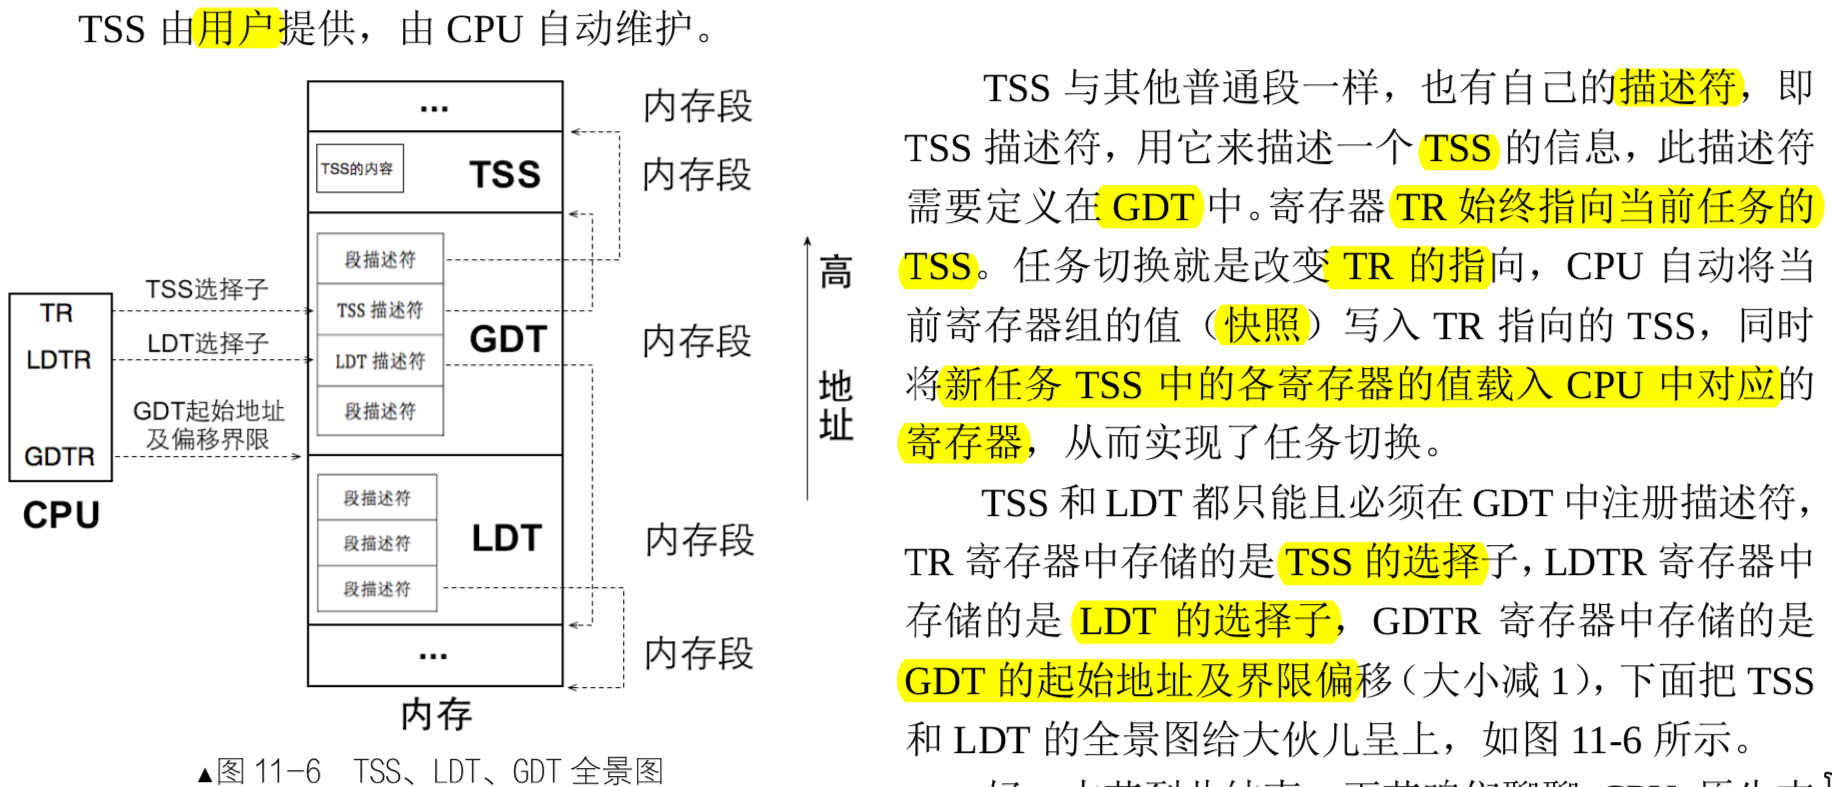 TSS 由用户提供，由 CPU 自动维护。
...
内存段
TSS的内容
TSS
内存段
段描述符
TSS 描述符
LDT 描述符
段描述符
GDT
内存段
TR
LDTR
GDTR
CPU
TSS选择子
LDT选择子
GDT起始地址
及偏移界限
段描述符
段描述符
段描述符
LDT
内存段
...
内存段
内存
高
地
址
▲图 11-6 TSS、LDT、GDT 全景图
TSS 与其他普通段一样，也有自己的描述符，即
TSS 描述符，用它来描述一个 TSS 的信息，此描述符
需要定义在 GDT 中。寄存器 TR 始终指向当前任务的
TSS。任务切换就是改变 TR 的指向，CPU 自动将当
前寄存器组的值（快照）写入 TR 指向的 TSS，同时
将新任务 TSS 中的各寄存器的值载入 CPU 中对应的
寄存器，从而实现了任务切换。
TSS 和 LDT 都只能且必须在 GDT 中注册描述符，
TR 寄存器中存储的是 TSS 的选择子，LDTR 寄存器中
存储的是 LDT 的选择子，GDTR 寄存器中存储的是
GDT 的起始地址及界限偏移（大小减 1），下面把 TSS
和 LDT 的全景图给大伙儿呈上，如图 11-6 所示。